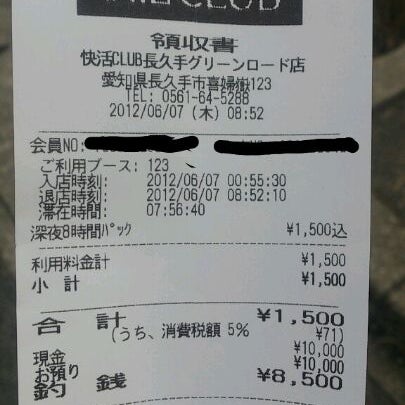 CLUB
領収書
快活CLUB長久手グリーンロード店
愛知県長久手市喜婦嶽123
TEL: 0561-64-5288
2012/06/07 (木) 08:52
会員NO:
ご利用ブース: 123
入店時刻: 2012/06/07 00:55:30
退店時刻: 2012/06/07 08:52:10
滞在時間: 07:56:40
深夜8時間パック ¥1,500込
利用料金計 ¥1,500
小 計 ¥1,500
合 計 ¥1,500
(うち、消費税額 5% ¥71)
現金 ¥10,000
お預り ¥10,000
釣 銭 ¥8,500